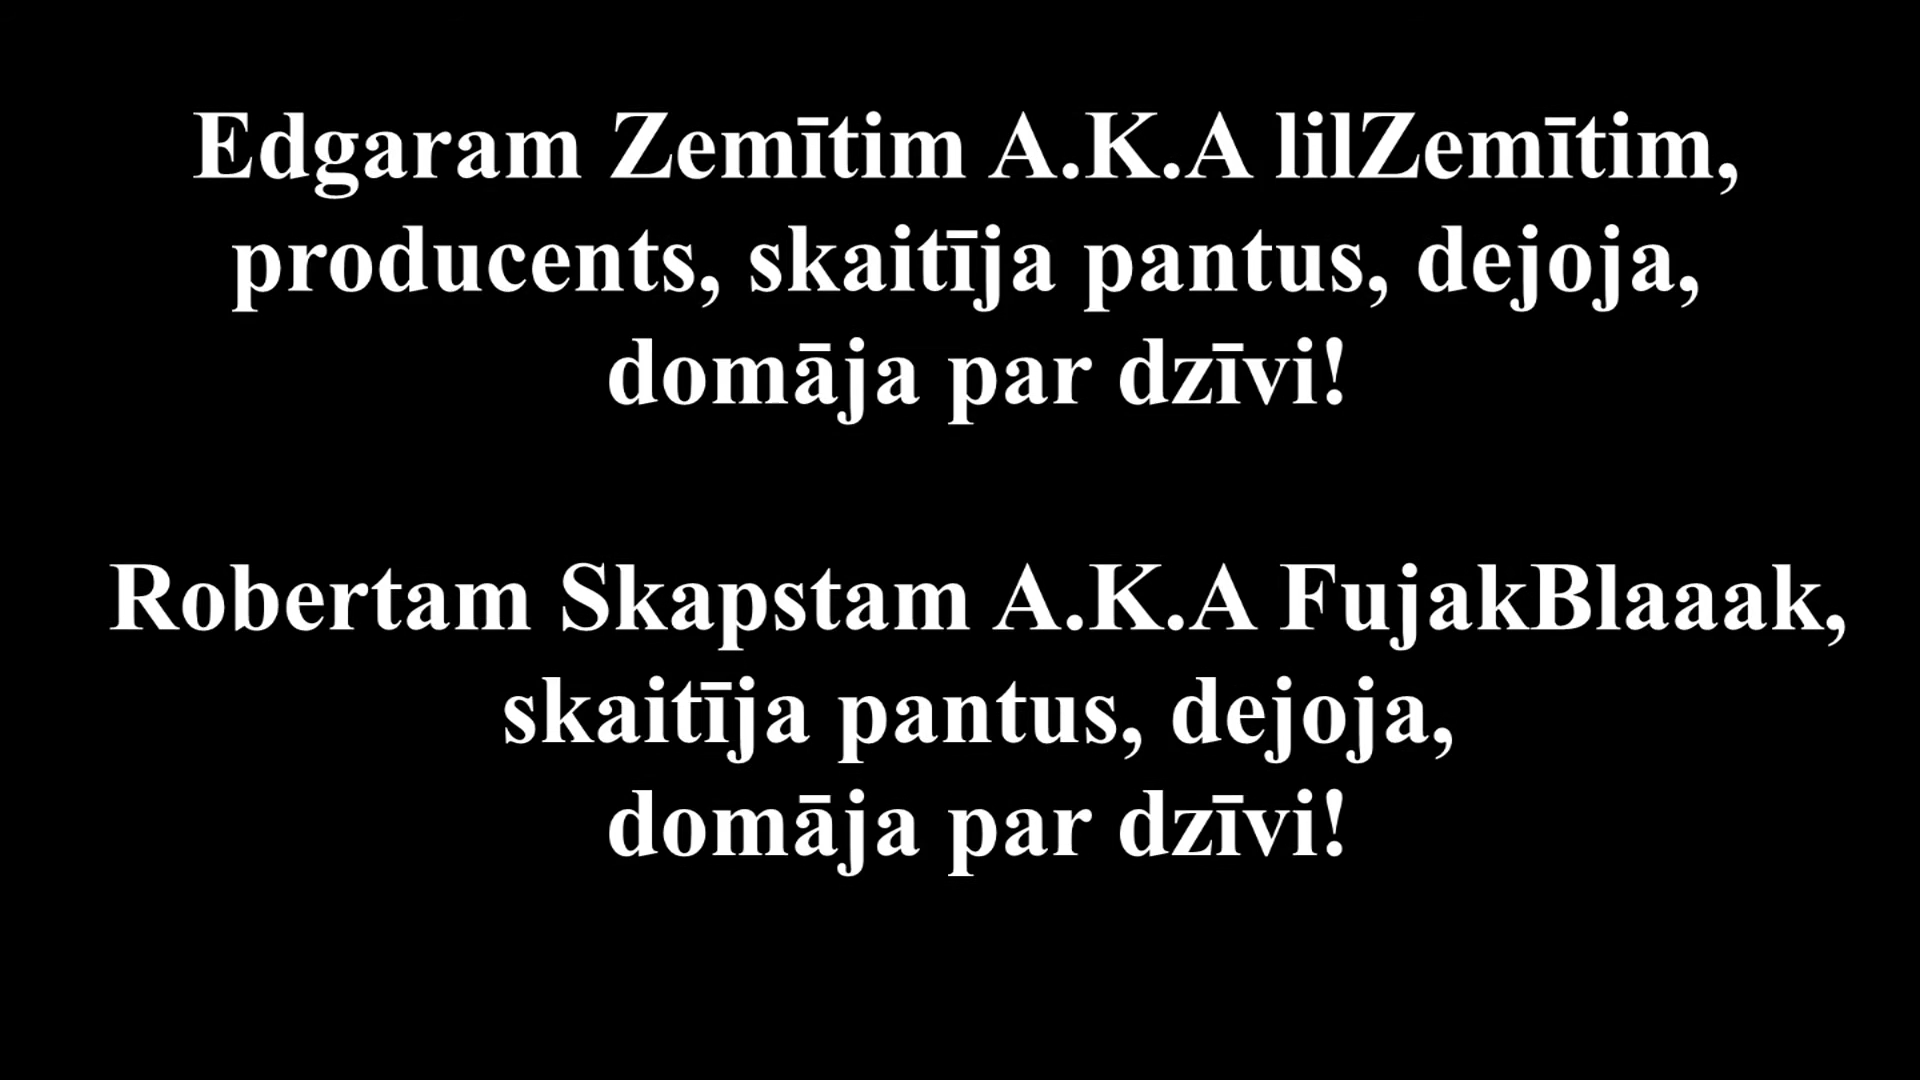 Edgaram Zemītim A.K.A lilZemītim,
producents, skaitīja pantus, dejoja,
domāja par dzīvi!
Robertam Skapstam A.K.A FujakBlaaak,
skaitīja pantus, dejoja,
domāja par dzīvi!